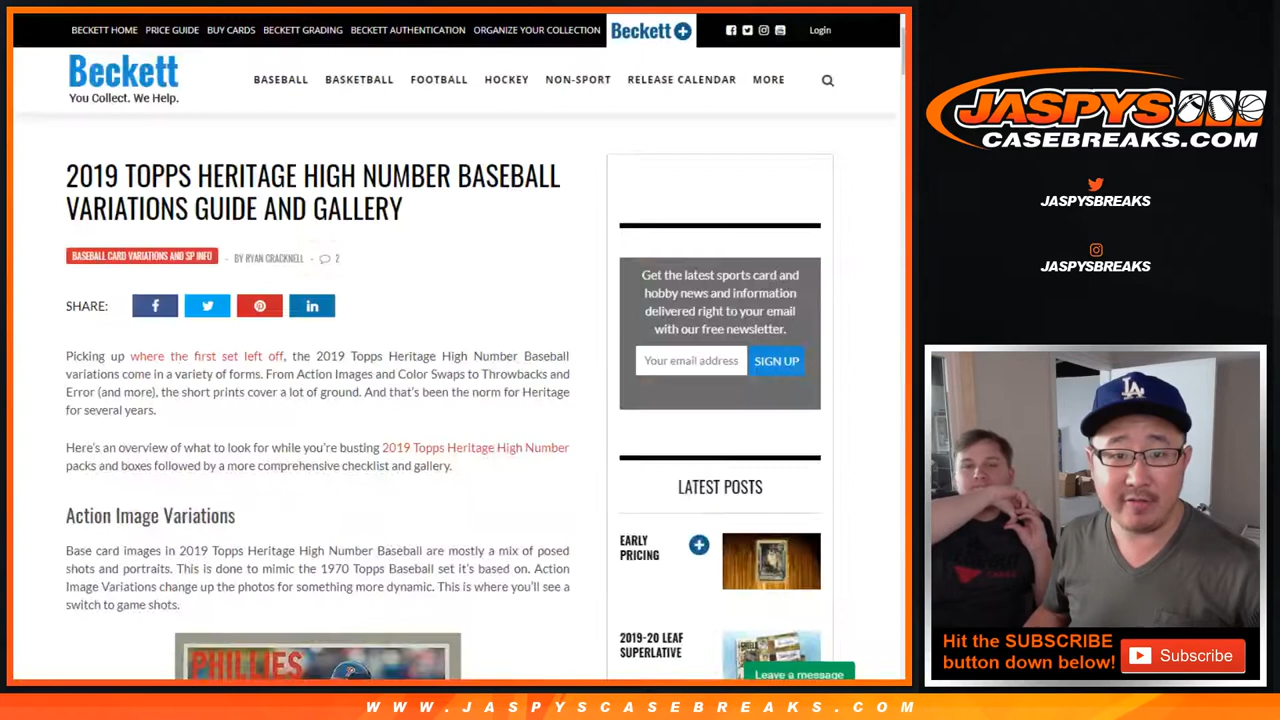 BECKETT HOME PRICE GUIDE BUY CARDS BECKETT GRADING BECKETT AUTHENTICATION ORGANIZE YOUR COLLECTION Beckett+ Login
Beckett
You Collect. We Help.
BASEBALL BASKETBALL FOOTBALL HOCKEY NON-SPORT RELEASE CALENDAR MORE
2019 TOPPS HERITAGE HIGH NUMBER BASEBALL
VARIATIONS GUIDE AND GALLERY
BASEBALL CARD VARIATIONS AND SP INFO - BY RYAN CRACKNELL - 2
SHARE:
Picking up where the first set left off, the 2019 Topps Heritage High Number Baseball
variations come in a variety of forms. From Action Images and Color Swaps to Throwbacks and
Error (and more), the short prints cover a lot of ground. And that's been the norm for Heritage
for several years.
Here's an overview of what to look for while you're busting 2019 Topps Heritage High Number
packs and boxes followed by a more comprehensive checklist and gallery.
Action Image Variations
Base card images in 2019 Topps Heritage High Number Baseball are mostly a mix of posed
shots and portraits. This is done to mimic the 1970 Topps Baseball set it's based on. Action
Image Variations change up the photos for something more dynamic. This is where you'll see a
switch to game shots.
PHILLIES
Get the latest sports card and
hobby news and information
delivered right to your email
with our free newsletter.
Your email address SIGN UP
LATEST POSTS
EARLY
PRICING
2019-20 LEAF
SUPERLATIVE
Leave a message
JASPYS
CASEBREAKS.COM
JASPYSBREAKS
JASPYSBREAKS
LA
Hit the SUBSCRIBE
button down below!
Subscribe
WWW.JASPYSCASEBREAKS.COM